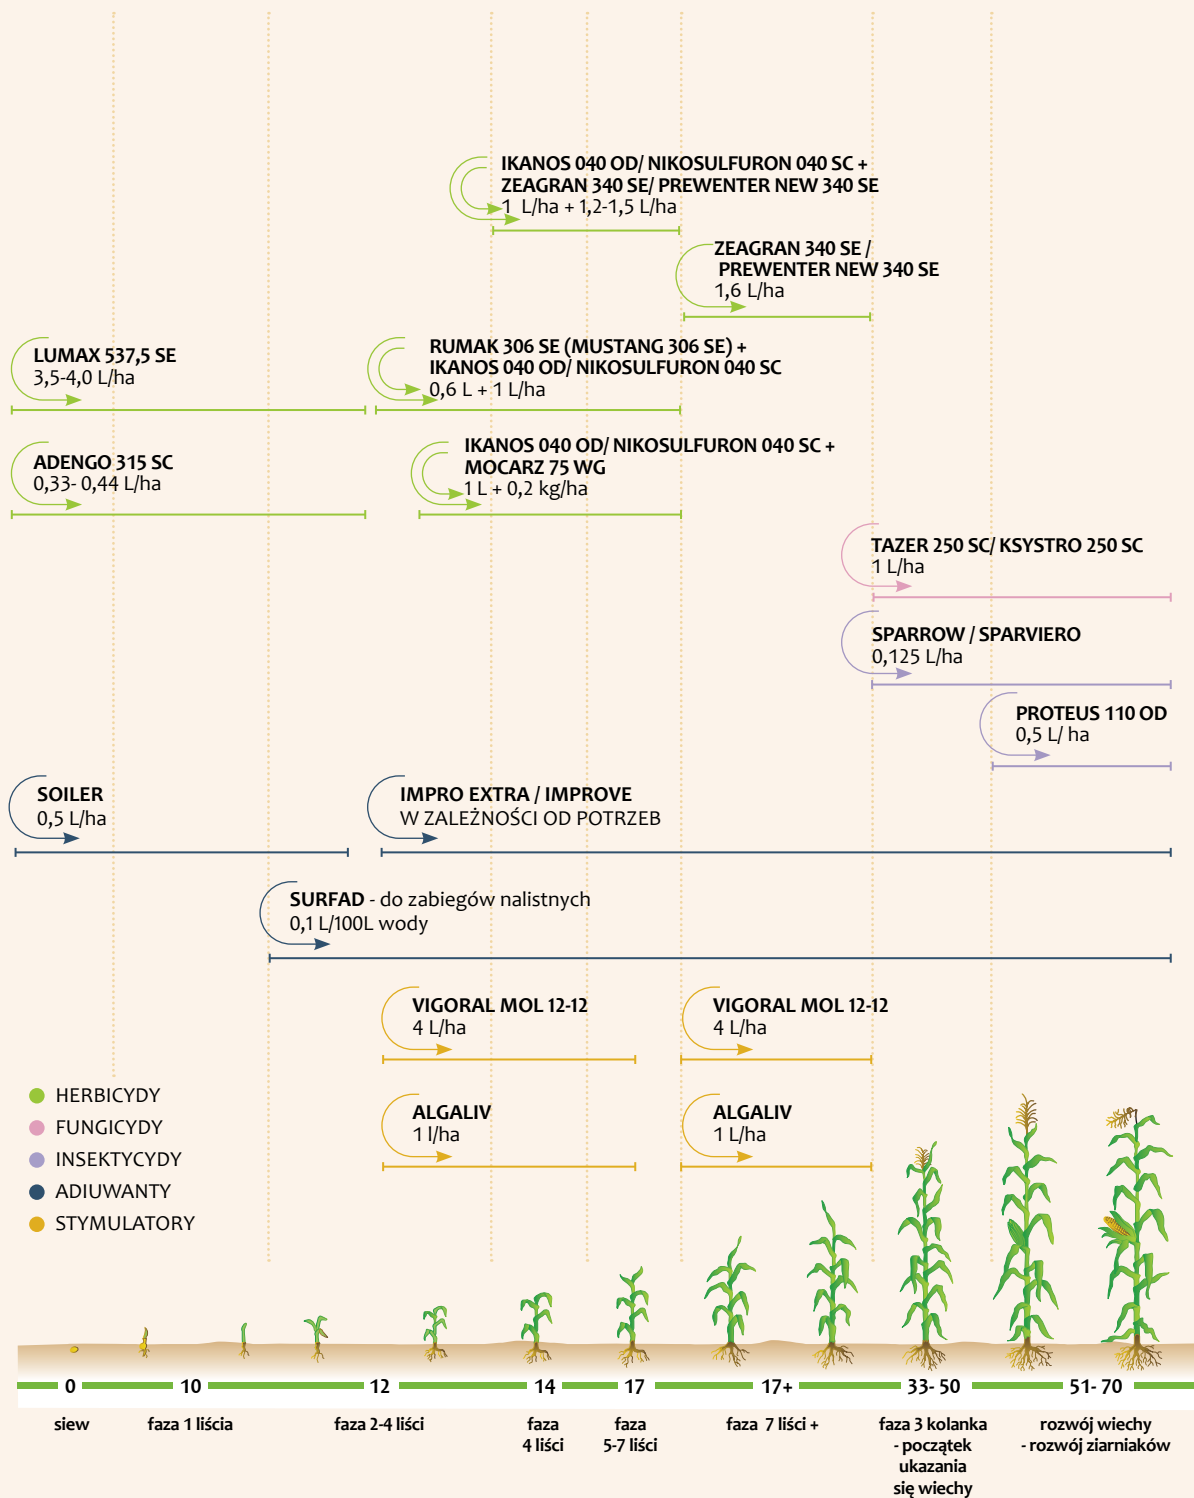 IKANOS 040 OD/ NIKOSULFURON 040 SC +
ZEAGRAN 340 SE/ PREWENTER NEW 340 SE
1 L/ha + 1,2-1,5 L/ha
ZEAGRAN 340 SE /
PREWENTER NEW 340 SE
1,6 L/ha
LUMAX 537,5 SE
3,5-4,0 L/ha
RUMAK 306 SE (MUSTANG 306 SE) +
IKANOS 040 OD/ NIKOSULFURON 040 SC
0,6 L + 1 L/ha
ADENGO 315 SC
0,33- 0,44 L/ha
IKANOS 040 OD/ NIKOSULFURON 040 SC +
MOCARZ 75 WG
1 L + 0,2 kg/ha
TAZER 250 SC/ KSYSTRO 250 SC
1 L/ha
SPARROW / SPARVIERO
0,125 L/ha
PROTEUS 110 OD
0,5 L/ ha
SOILER
0,5 L/ha
IMPRO EXTRA / IMPROVE
W ZALEŻNOŚCI OD POTRZEB
SURFAD - do zabiegów nalistnych
0,1 L/100L wody
VIGORAL MOL 12-12
4 L/ha
VIGORAL MOL 12-12
4 L/ha
ALGALIV
1 l/ha
ALGALIV
1 L/ha
HERBICYDY
FUNGICYDY
INSEKTYCYDY
ADIUWANTY
STYMULATORY
0 10 12 14 17 17+ 33- 50 51- 70
siew
faza 1 liścia
faza 2-4 liści
faza
4 liści
faza
5-7 liści
faza 7 liści +
faza 3 kolanka
- początek
ukazania
się wiechy
rozwój wiechy
- rozwój ziarniaków